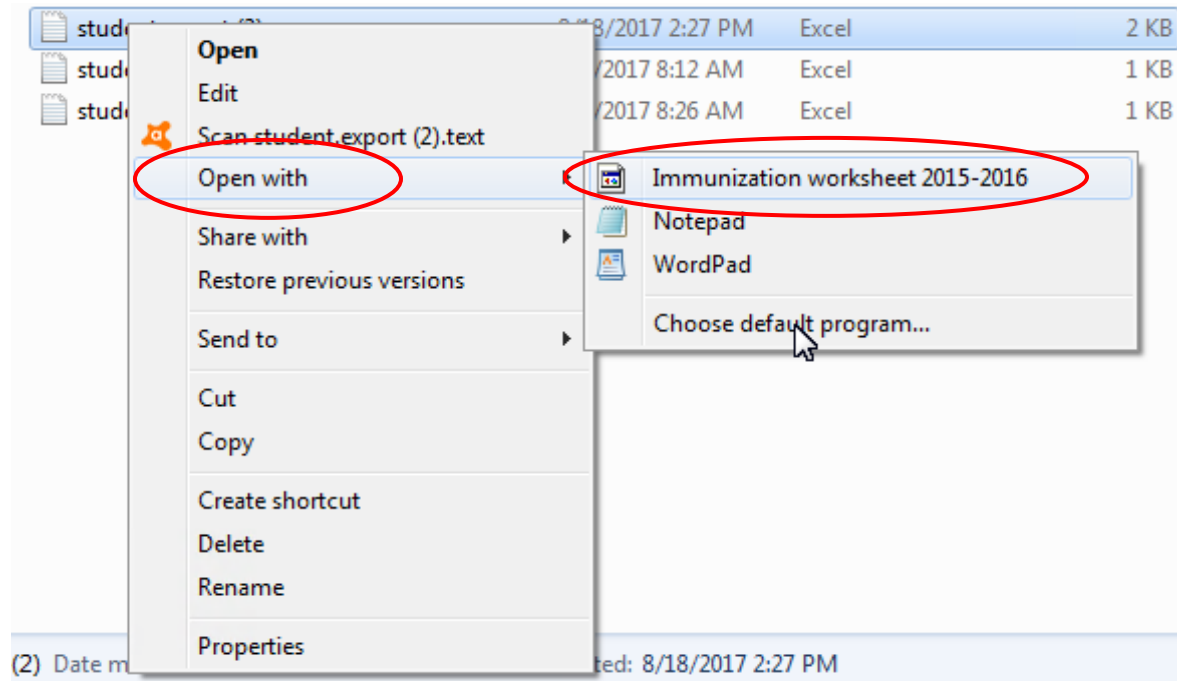 8/2017 2:27 PM Excel 2 KB
/2017 8:12 AM Excel 1 KB
/2017 8:26 AM Excel 1 KB
Open
Edit
Scan student.export (2).text
Open with
Share with
Restore previous versions
Send to
Cut
Copy
Create shortcut
Delete
Rename
Properties
Immunization worksheet 2015-2016
Notepad
WordPad
Choose default program...
(2) Date m ted: 8/18/2017 2:27 PM